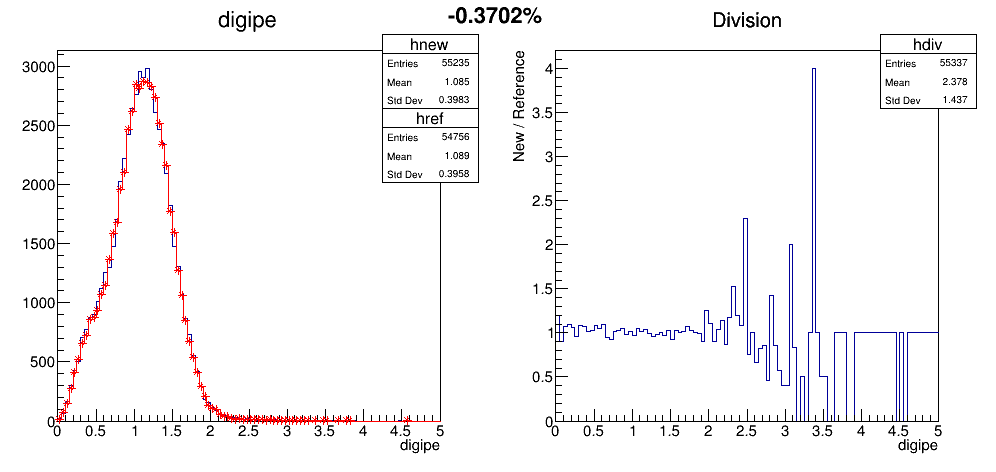 -0.3702%
digipe
hnew
Entries 55235
Mean 1.085
Std Dev 0.3983
href
Entries 54756
Mean 1.089
Std Dev 0.3958
3000
2500
2000
1500
1000
500
0
0 0.5 1 1.5 2 2.5 3 3.5 4 4.5 5
digipe
Division
hdiv
Entries 55337
Mean 2.378
Std Dev 1.437
New / Reference
4
3.5
3
2.5
2
1.5
1
0.5
0
0 0.5 1 1.5 2 2.5 3 3.5 4 4.5 5
digipe